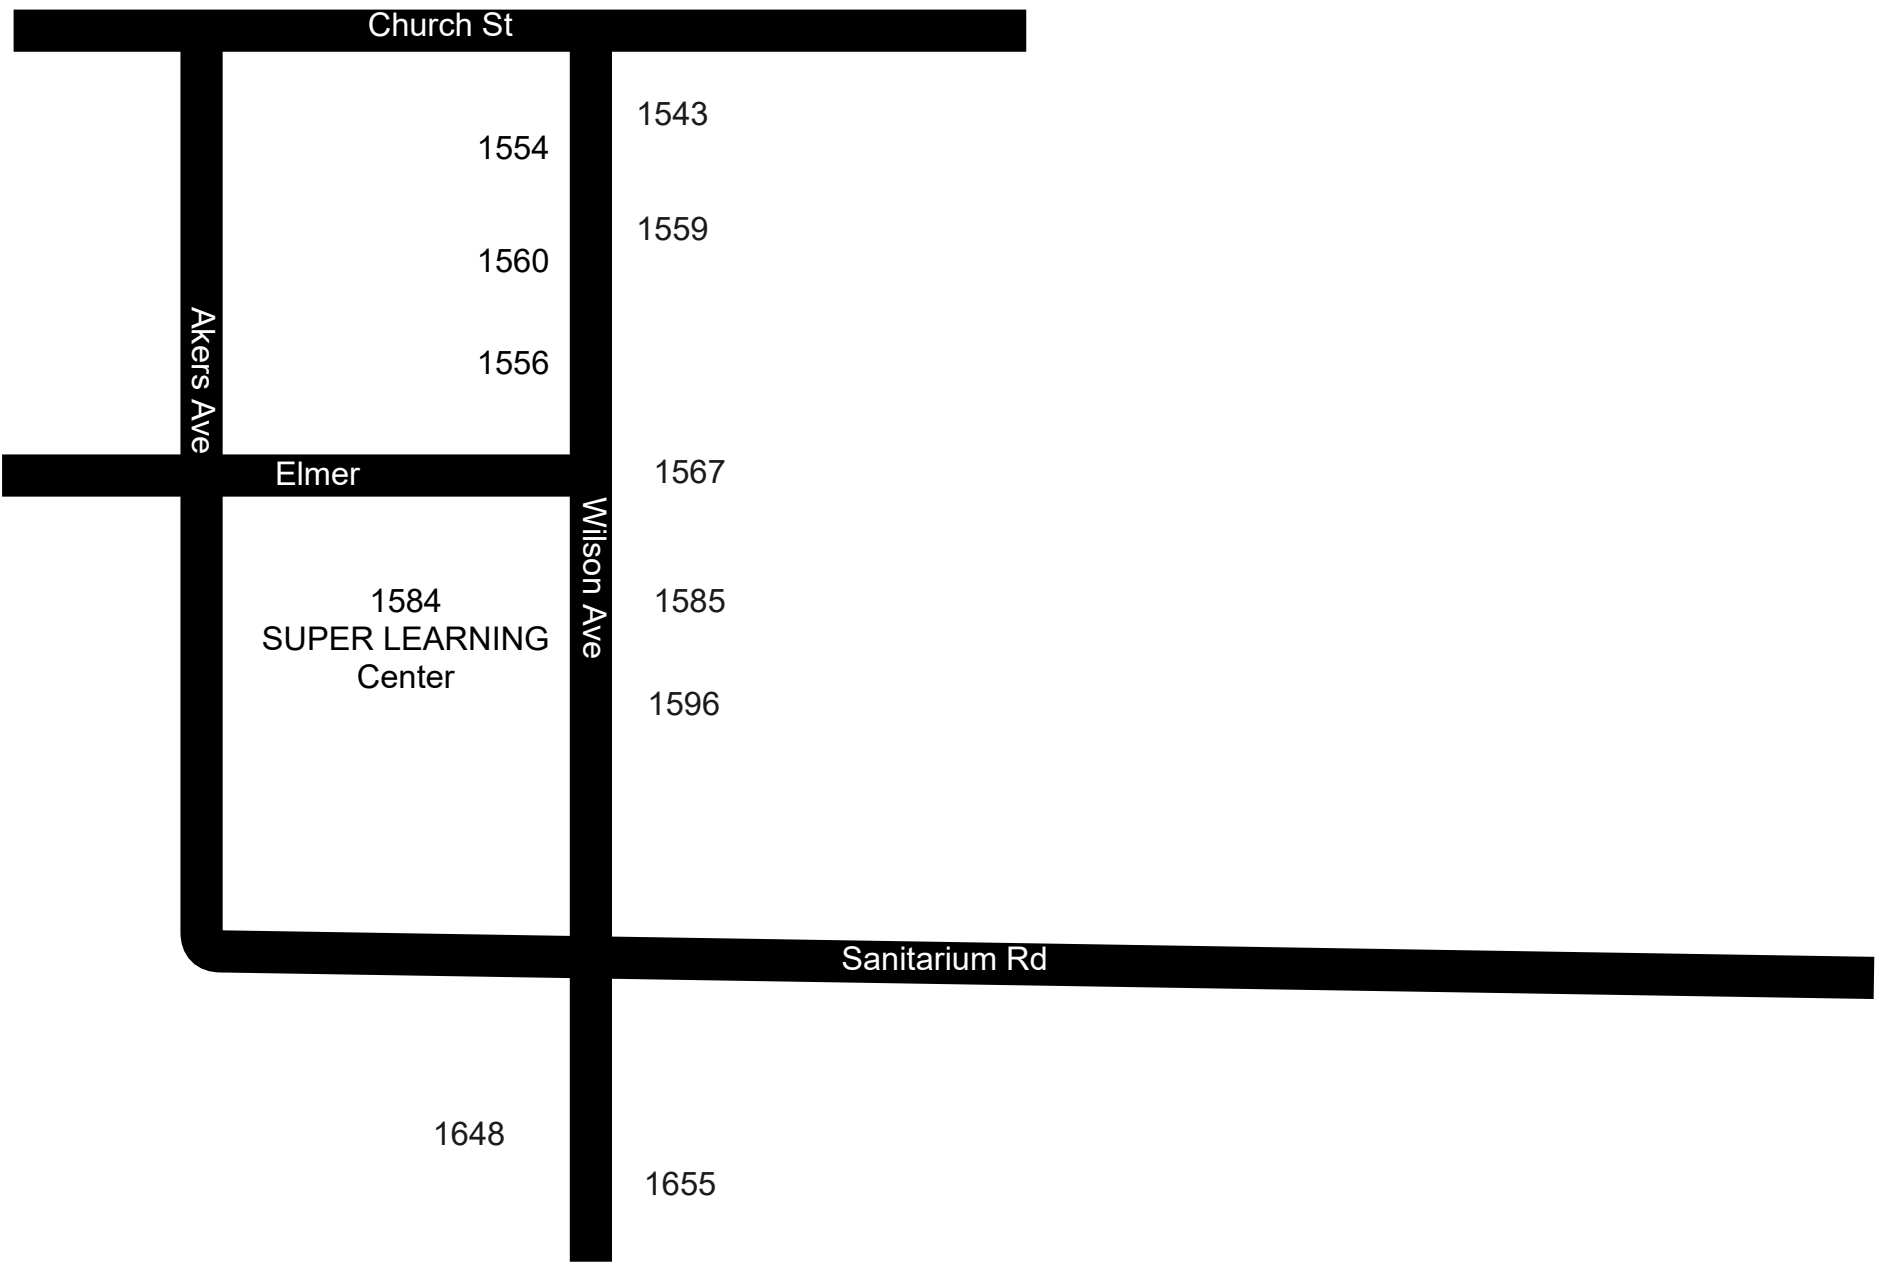 Church St
1543
1554
1559
1560
Akers Ave
1556
Elmer
1567
Wilson Ave
1584
SUPER LEARNING
Center
1585
1596
Sanitarium Rd
1648
1655